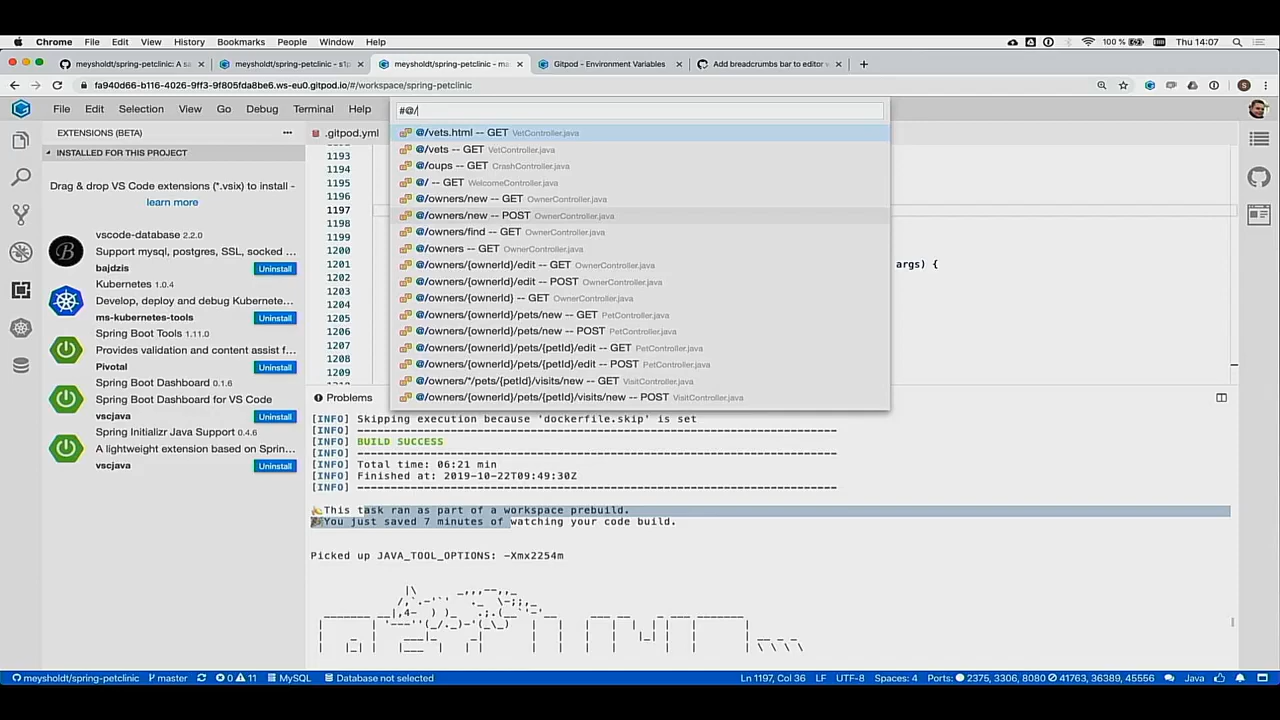 Chrome File Edit View History Bookmarks People Window Help 100 % Thu 14:07
meysholdt/spring-petclinic: A sa × meysholdt/spring-petclinic - s1p × meysholdt/spring-petclinic - ma × Gitpod - Environment Variables × Add breadcrumbs bar to editor v × +
fa940d66-b116-4026-9ff3-9f805fda8be6.ws-eu0.gitpod.io/#/workspace/spring-petclinic
File Edit Selection View Go Debug Terminal Help
#@/
EXTENSIONS (BETA)
INSTALLED FOR THIS PROJECT
Drag & drop VS Code extensions (*.vsix) to install -
learn more
vscode-database 2.2.0
Support mysql, postgres, SSL, socked ...
bajdzis Uninstall
Kubernetes 1.0.4
Develop, deploy and debug Kubernete...
ms-kubernetes-tools Uninstall
Spring Boot Tools 1.11.0
Provides validation and content assist f...
Pivotal Uninstall
Spring Boot Dashboard 0.1.6
Spring Boot Dashboard for VS Code
vscjava Uninstall
Spring Initializr Java Support 0.4.6
A lightweight extension based on Sprin...
vscjava Uninstall
.gitpod.yml
1193
1194
1195
1196
1197
1198
1199
1200
1201 args) {
1202
1203
1204
1205
1206
1207
1208
1209
@/vets.html -- GET VetController.java
@/vets -- GET VetController.java
@/oups -- GET CrashController.java
@/ -- GET WelcomeController.java
@/owners/new -- GET OwnerController.java
@/owners/new -- POST OwnerController.java
@/owners/find -- GET OwnerController.java
@/owners -- GET OwnerController.java
@/owners/{ownerId}/edit -- GET OwnerController.java
@/owners/{ownerId}/edit -- POST OwnerController.java
@/owners/{ownerId} -- GET OwnerController.java
@/owners/{ownerId}/pets/new -- GET PetController.java
@/owners/{ownerId}/pets/new -- POST PetController.java
@/owners/{ownerId}/pets/{petId}/edit -- GET PetController.java
@/owners/{ownerId}/pets/{petId}/edit -- POST PetController.java
@/owners/*/pets/{petId}/visits/new -- GET VisitController.java
@/owners/{ownerId}/pets/{petId}/visits/new -- POST VisitController.java
Problems
[INFO] Skipping execution because 'dockerfile.skip' is set
[INFO] ------------------------------------------------------------------------
[INFO] BUILD SUCCESS
[INFO] ------------------------------------------------------------------------
[INFO] Total time: 06:21 min
[INFO] Finished at: 2019-10-22T09:49:30Z
[INFO] ------------------------------------------------------------------------
This task ran as part of a workspace prebuild.
You just saved 7 minutes of watching your code build.
Picked up JAVA_TOOL_OPTIONS: -Xmx2254m
meysholdt/spring-petclinic master 0 11 MySQL Database not selected Ln 1197, Col 36 LF UTF-8 Spaces: 4 Ports: 2375, 3306, 8080 41763, 36389, 45556 Java